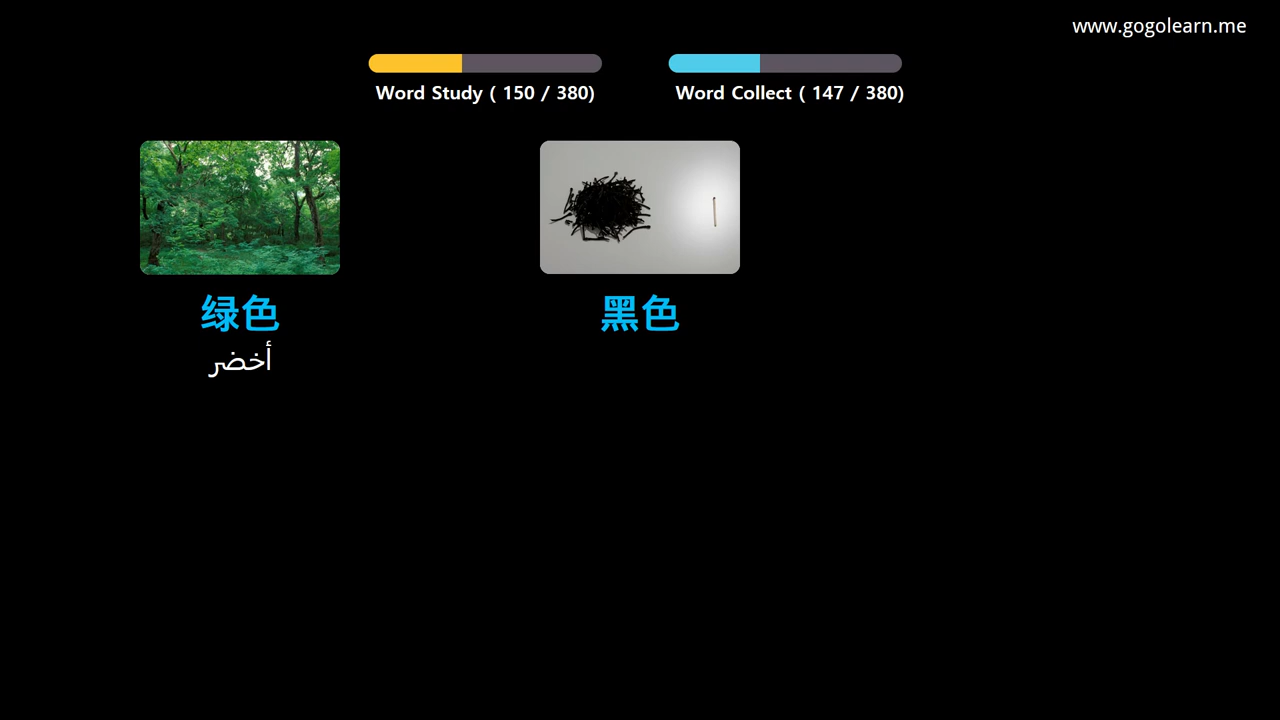 www.gogolearn.me
Word Study ( 150 / 380)
Word Collect ( 147 / 380)
绿色
黑色
أخضر